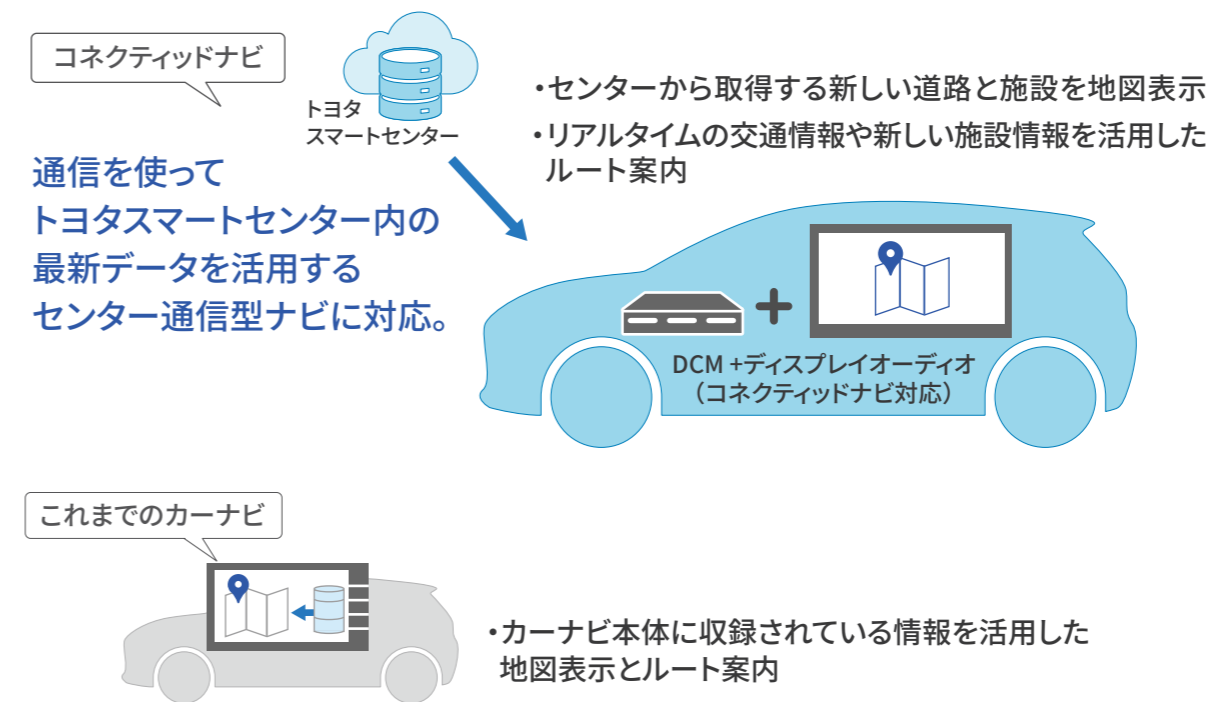 コネクティッドナビ
トヨタ
スマートセンター
・センターから取得する新しい道路と施設を地図表示
・リアルタイムの交通情報や新しい施設情報を活用した
ルート案内
通信を使って
トヨタスマートセンター内の
最新データを活用する
センター通信型ナビに対応。
DCM +ディスプレイオーディオ
（コネクティッドナビ対応）
これまでのカーナビ
・カーナビ本体に収録されている情報を活用した
地図表示とルート案内